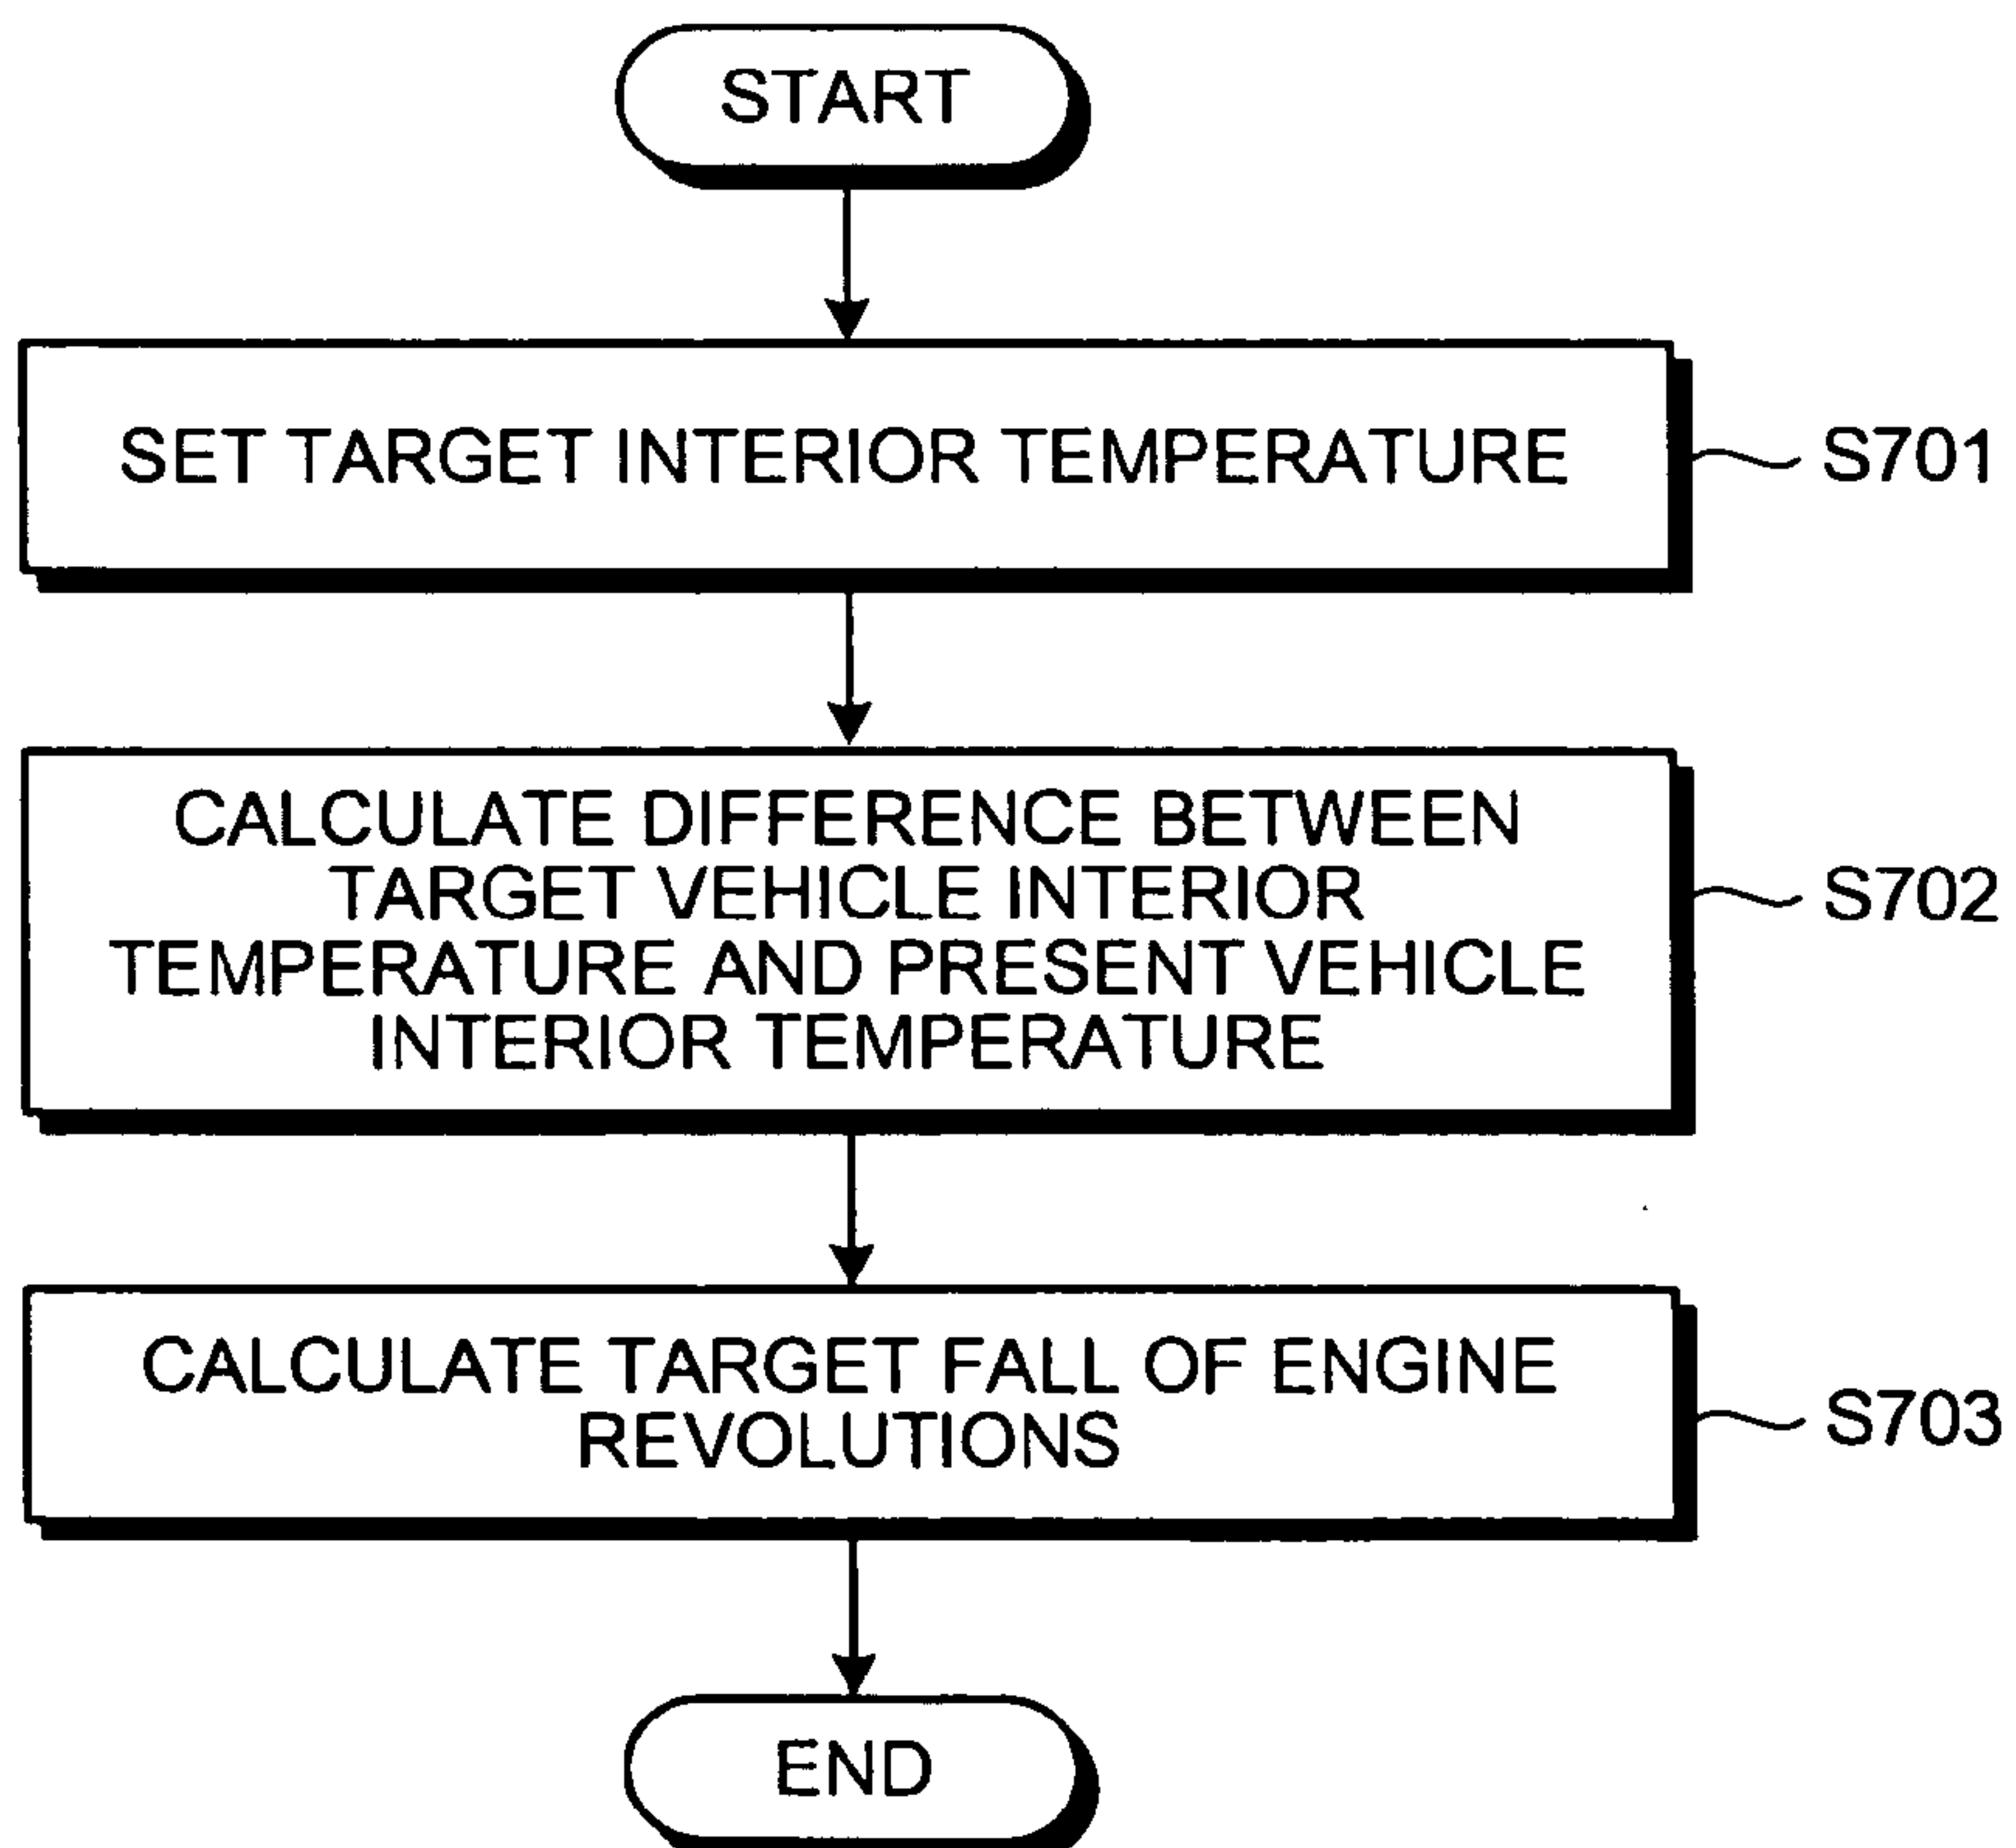 START
SET TARGET INTERIOR TEMPERATURE
S701
CALCULATE DIFFERENCE BETWEEN
TARGET VEHICLE INTERIOR
TEMPERATURE AND PRESENT VEHICLE
INTERIOR TEMPERATURE
S702
CALCULATE TARGET FALL OF ENGINE
REVOLUTIONS
S703
END